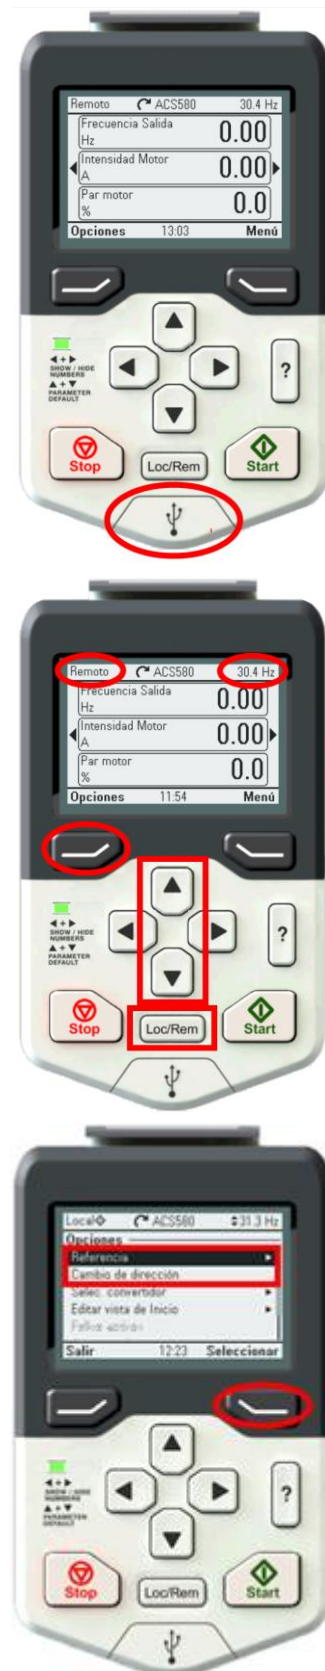 Remoto ACS580 30.4 Hz
Frecuencia Salida
Hz
0.00
Intensidad Motor
A
0.00
Par motor
%
0.0
Opciones 13:03 Menú
SHOW / HIDE
NUMBERS
PARAMETER
DEFAULT
?
Stop
Loc/Rem
Start
Remoto ACS580 30.4 Hz
Frecuencia Salida
Hz
0.00
Intensidad Motor
A
0.00
Par motor
%
0.0
Opciones 11:54 Menú
SHOW / HIDE
NUMBERS
PARAMETER
DEFAULT
?
Stop
Loc/Rem
Start
Local ACS580 31.3 Hz
Opciones
Referencia
Cambio de dirección
Selec. convertidor
Editar vista de Inicio
Fallos activos
Salir 12:23 Seleccionar
SHOW / HIDE
NUMBERS
PARAMETER
DEFAULT
?
Stop
Loc/Rem
Start